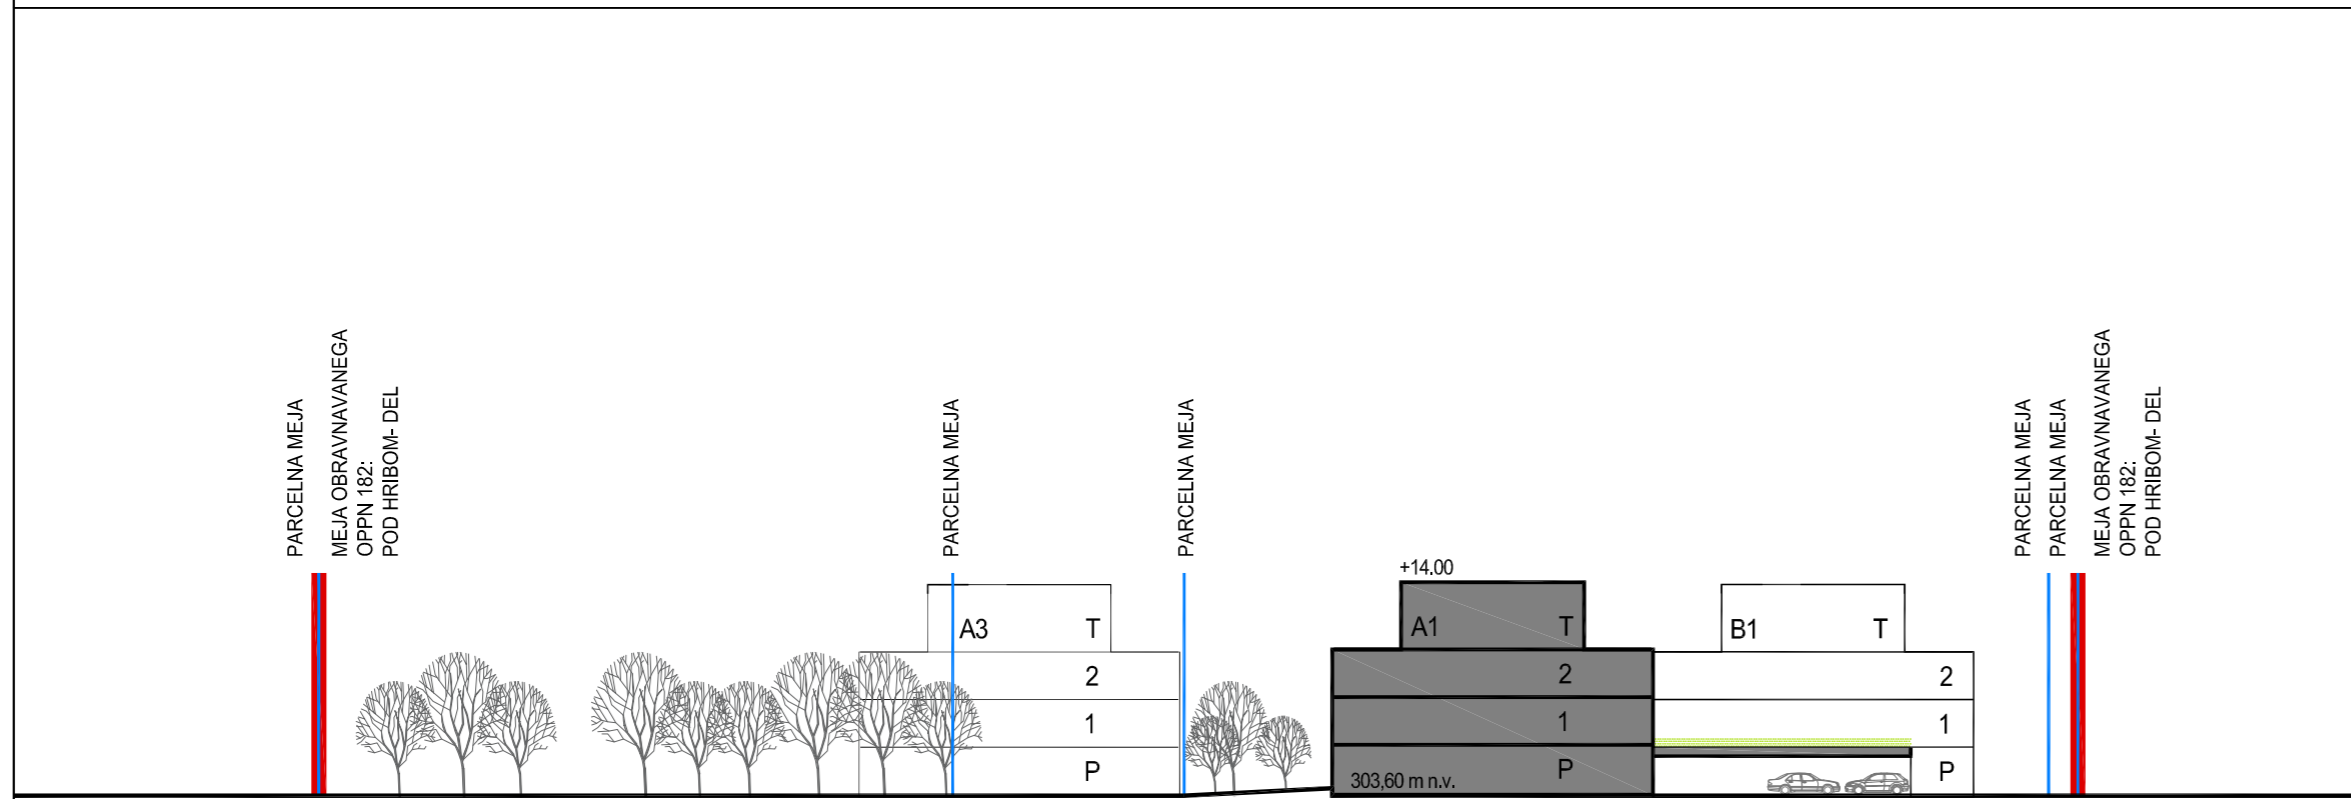 PARCELNA MEJA
MEJA OBRAVNAVANEGA
OPPN 182:
POD HRIBOM- DEL
PARCELNA MEJA
PARCELNA MEJA
PARCELNA MEJA
PARCELNA MEJA
MEJA OBRAVNAVANEGA
OPPN 182:
POD HRIBOM- DEL
A3 T
2
1
P
+14.00
A1 T
2
1
P
303,60 m n.v.
B1 T
2
1
P